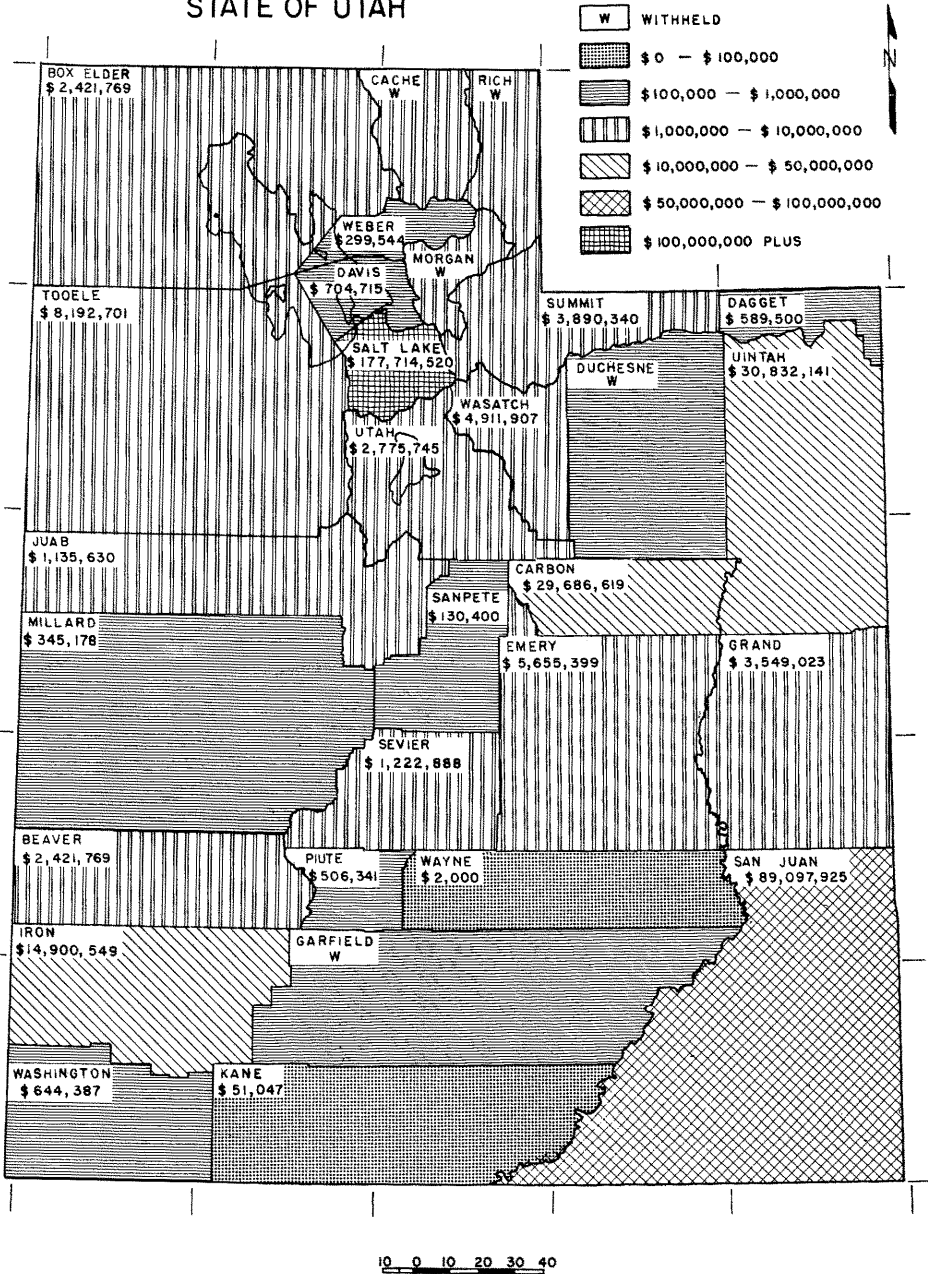 STATE OF UTAH
W WITHHELD
$0 — $100,000
$100,000 — $1,000,000
$1,000,000 — $10,000,000
$10,000,000 — $50,000,000
$50,000,000 — $100,000,000
$100,000,000 PLUS
N
BOX ELDER
$2,421,769
CACHE
W
RICH
W
WEBER
$299,544
MORGAN
W
DAVIS
$704,715
TOOELE
$8,192,701
SUMMIT
$3,890,340
DAGGET
$589,500
SALT LAKE
$177,714,520
DUCHESNE
W
UINTAH
$30,832,141
WASATCH
$4,911,907
UTAH
$2,775,745
JUAB
$1,135,630
CARBON
$29,686,619
SANPETE
$130,400
MILLARD
$345,178
EMERY
$5,655,399
GRAND
$3,549,023
SEVIER
$1,222,888
BEAVER
$2,421,769
PIUTE
$506,341
WAYNE
$2,000
SAN JUAN
$89,097,925
IRON
$14,900,549
GARFIELD
W
WASHINGTON
$644,387
KANE
$51,047
10 0 10 20 30 40